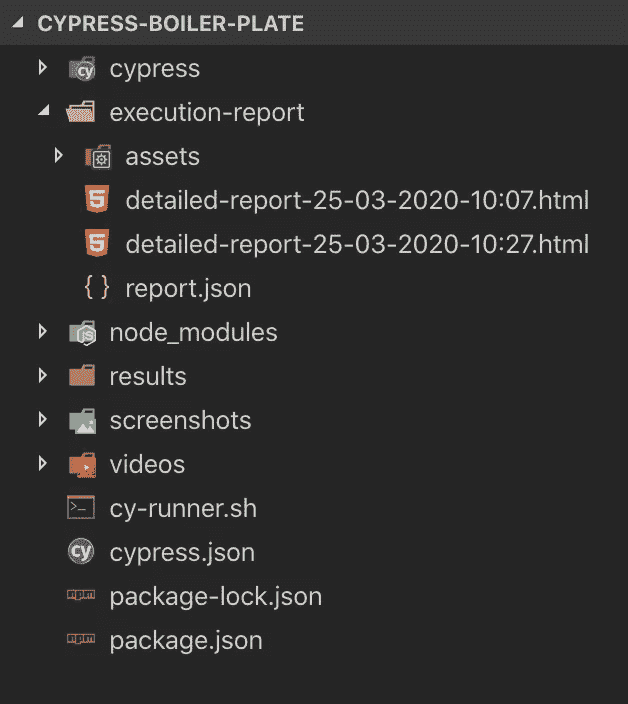 CYPRESS-BOILER-PLATE
cypress
execution-report
assets
detailed-report-25-03-2020-10:07.html
detailed-report-25-03-2020-10:27.html
report.json
node_modules
results
screenshots
videos
cy-runner.sh
cypress.json
package-lock.json
package.json